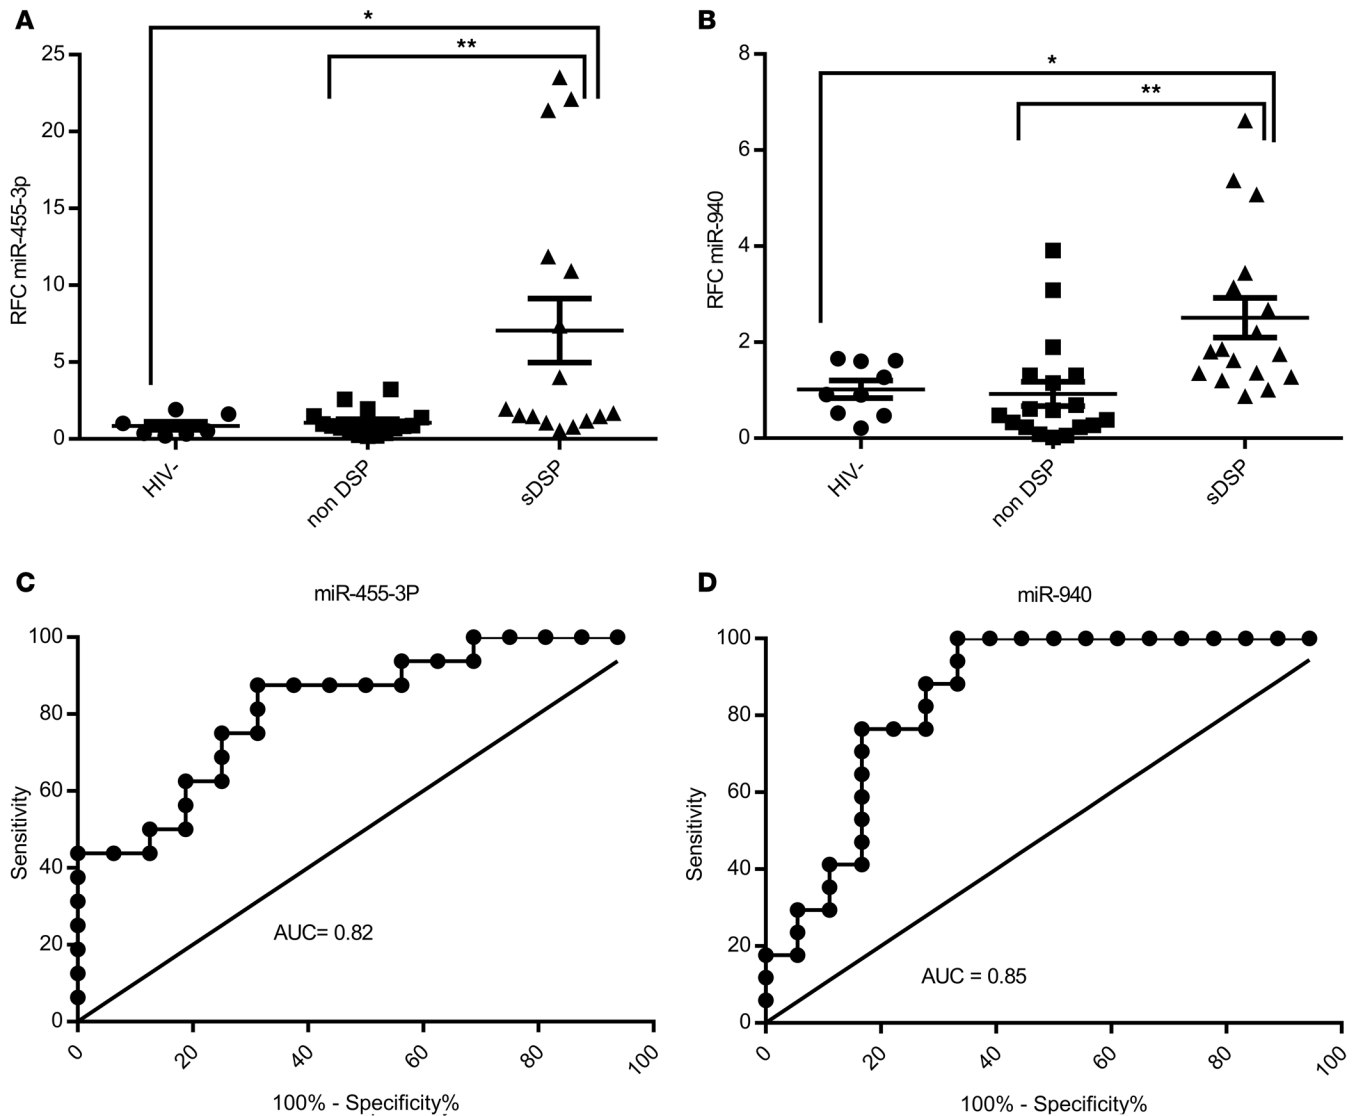 A
*
**
25
20
15
10
5
0
RFC miR-455-3p
HIV-
non DSP
sDSP
B
*
**
8
6
4
2
0
RFC miR-940
HIV-
non DSP
sDSP
C
miR-455-3P
100
80
60
40
20
0
Sensitivity
AUC= 0.82
0
20
40
60
80
100
100% - Specificity%
D
miR-940
100
80
60
40
20
0
Sensitivity
AUC = 0.85
0
20
40
60
80
100
100% - Specificity%